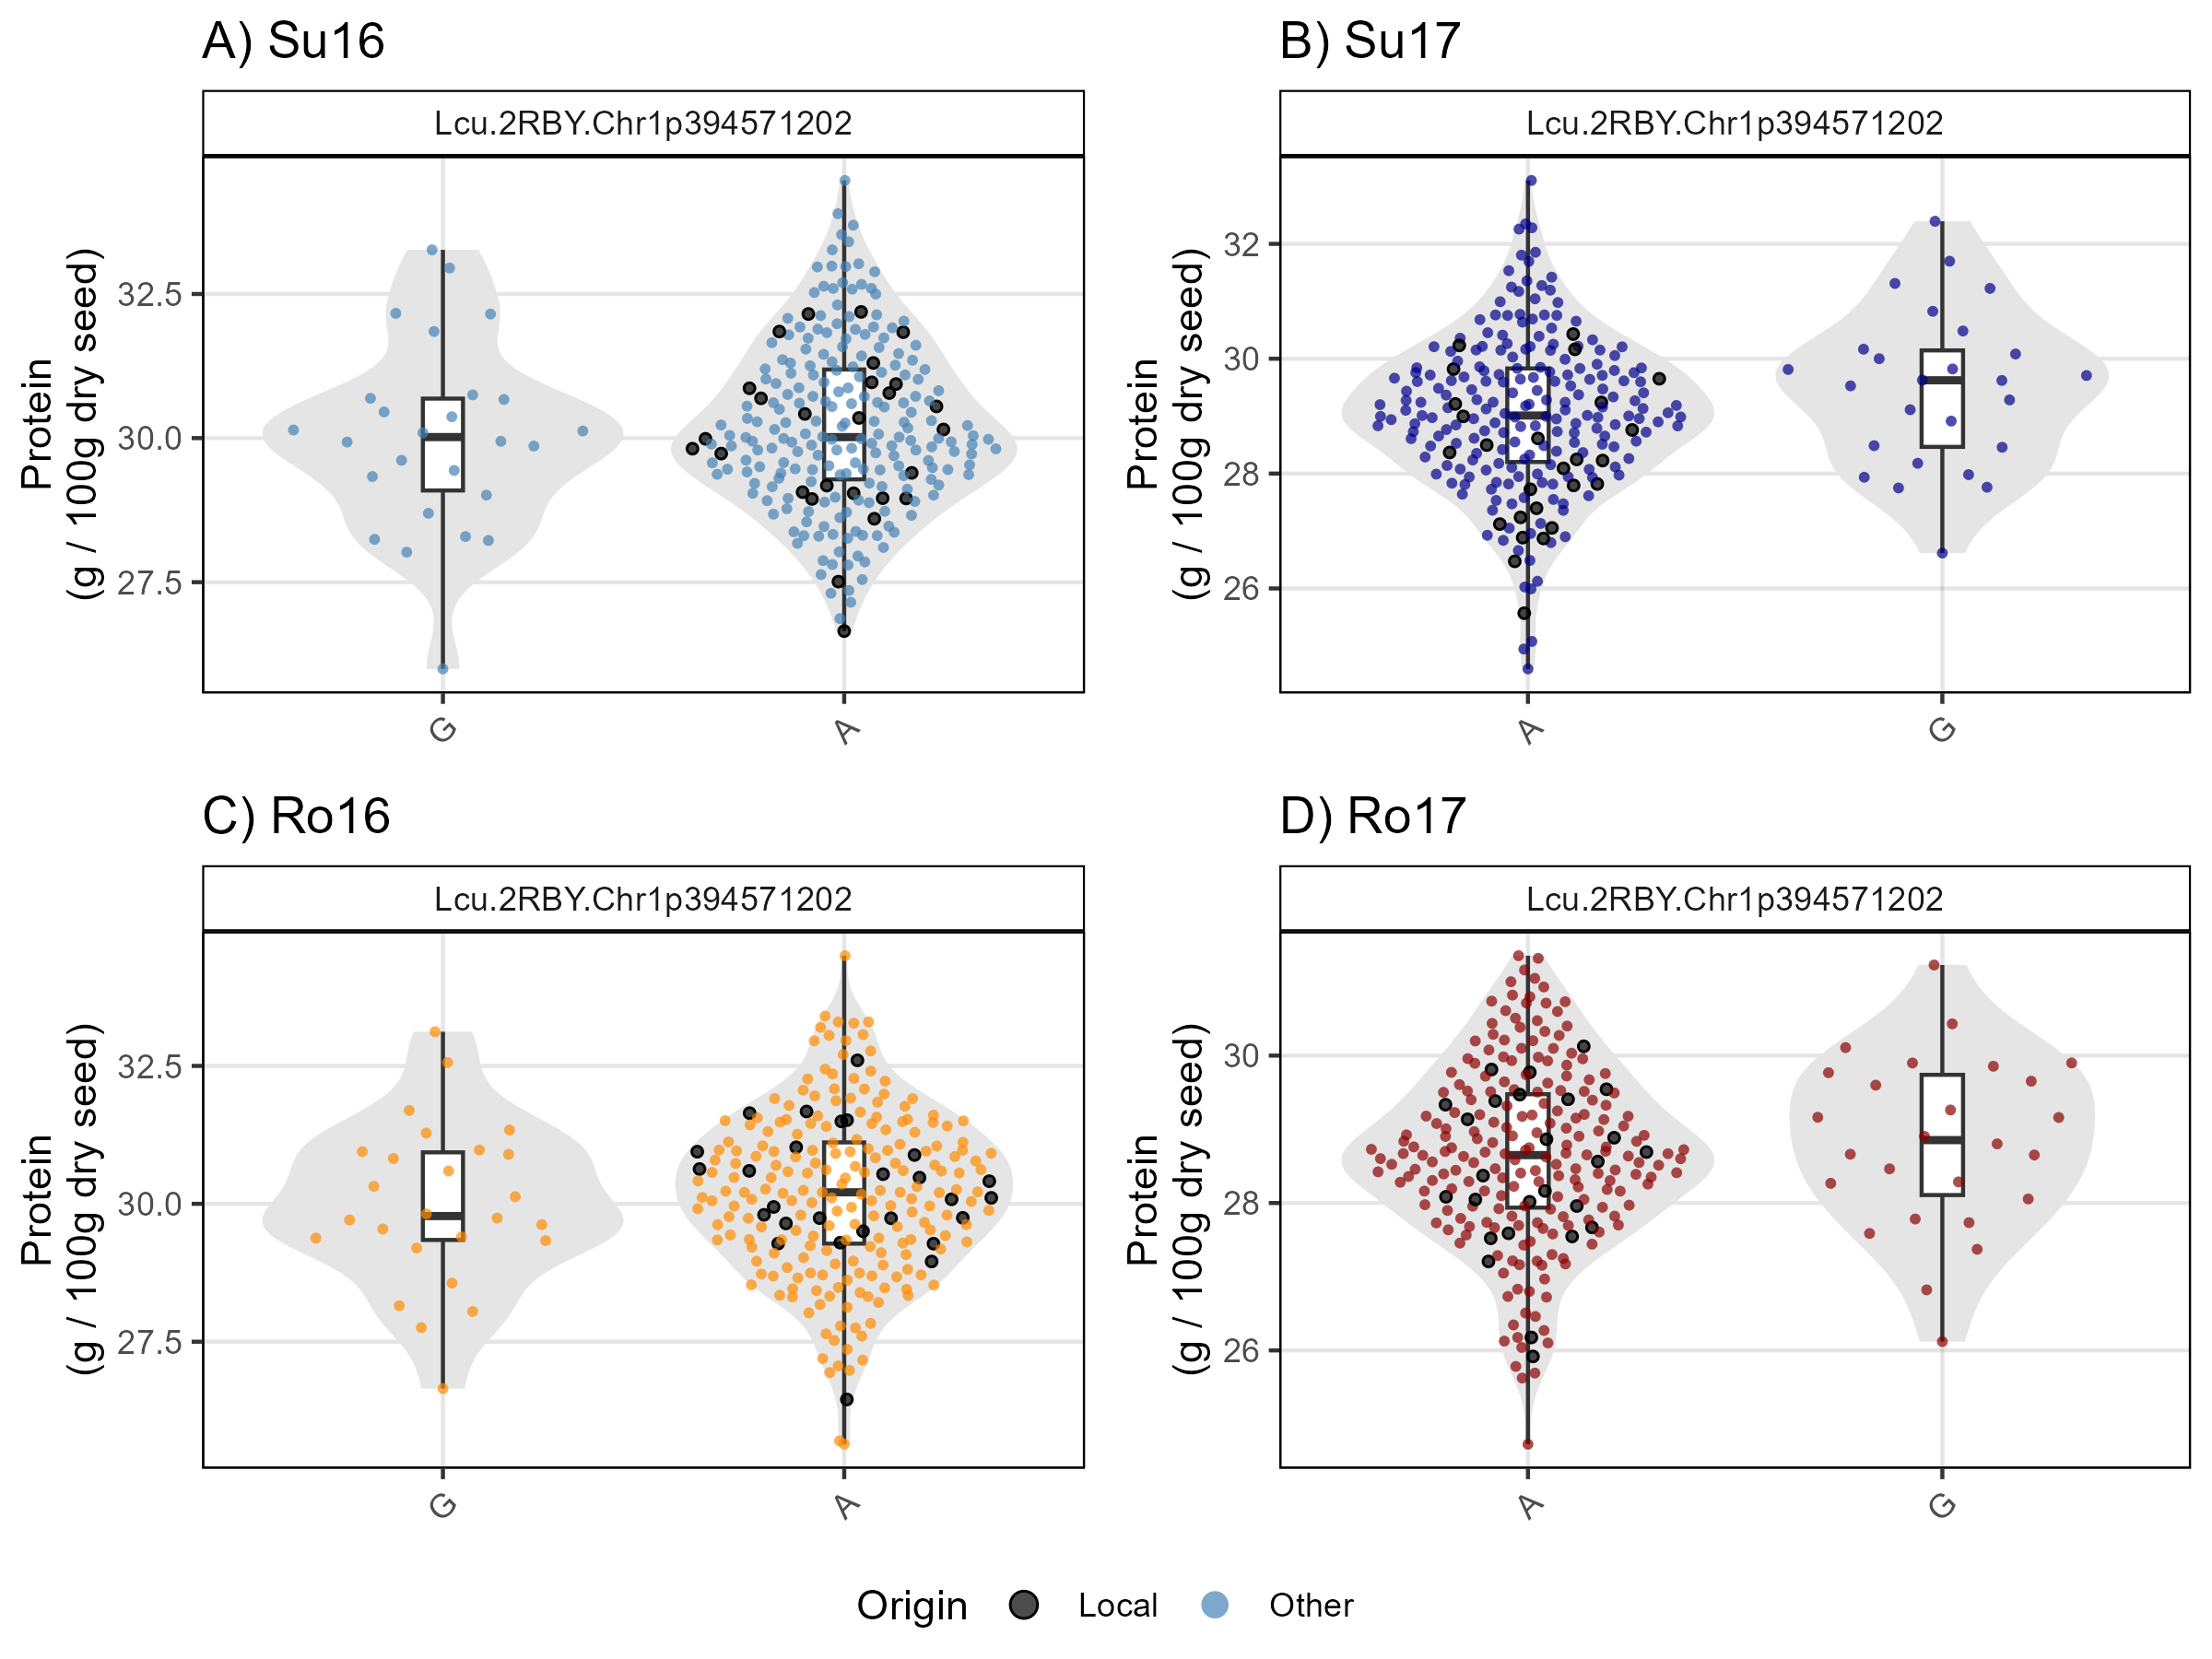 A) Su16
Lcu.2RBY.Chr1p394571202
Protein
(g / 100g dry seed)
32.5
30.0
27.5
G
A
B) Su17
Lcu.2RBY.Chr1p394571202
Protein
(g / 100g dry seed)
32
30
28
26
A
G
C) Ro16
Lcu.2RBY.Chr1p394571202
Protein
(g / 100g dry seed)
32.5
30.0
27.5
G
A
D) Ro17
Lcu.2RBY.Chr1p394571202
Protein
(g / 100g dry seed)
30
28
26
A
G
Origin Local Other